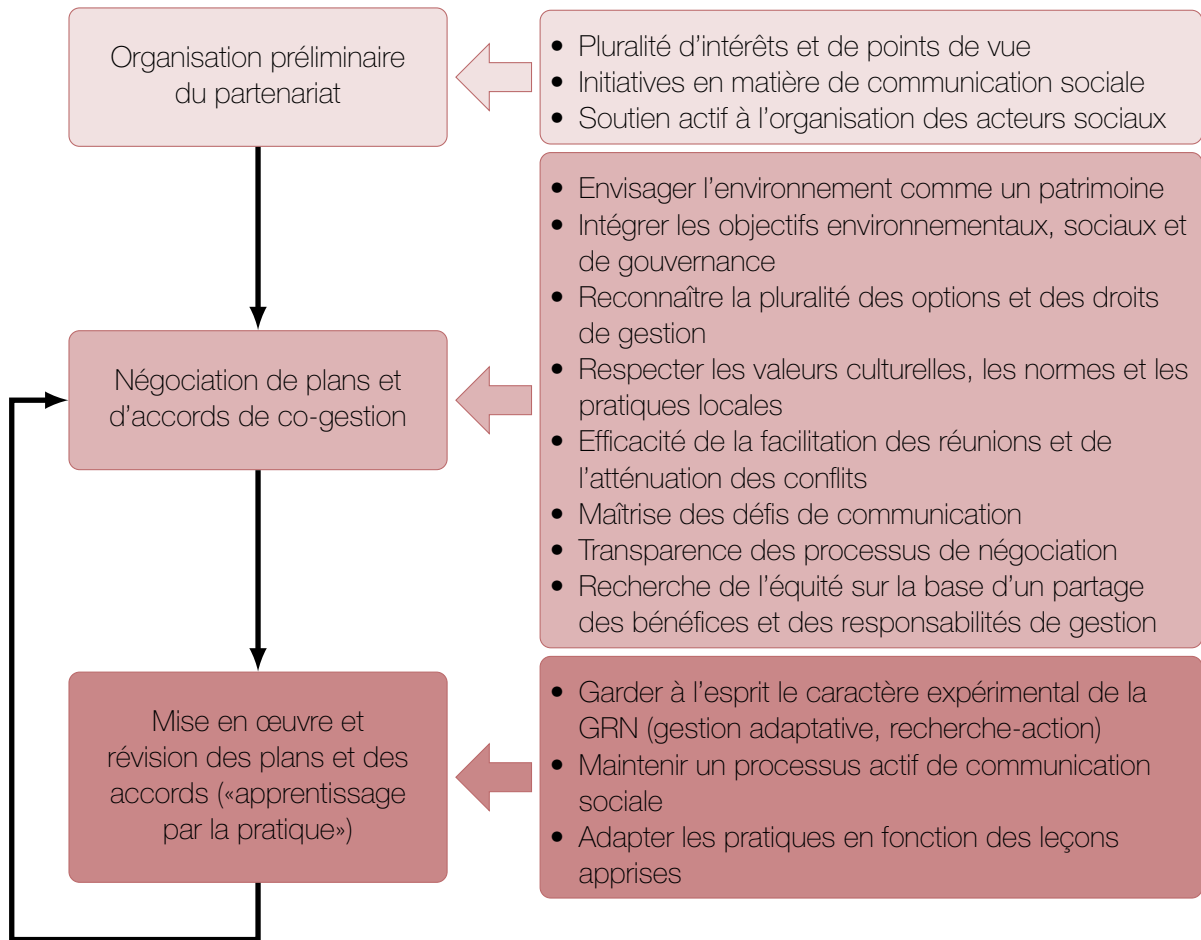 Organisation préliminaire
du partenariat
• Pluralité d’intérêts et de points de vue
• Initiatives en matière de communication sociale
• Soutien actif à l’organisation des acteurs sociaux
Négociation de plans et
d’accords de co-gestion
• Envisager l’environnement comme un patrimoine
• Intégrer les objectifs environnementaux, sociaux et
de gouvernance
• Reconnaître la pluralité des options et des droits
de gestion
• Respecter les valeurs culturelles, les normes et les
pratiques locales
• Efficacité de la facilitation des réunions et de
l’atténuation des conflits
• Maîtrise des défis de communication
• Transparence des processus de négociation
• Recherche de l’équité sur la base d’un partage
des bénéfices et des responsabilités de gestion
Mise en œuvre et
révision des plans et des
accords («apprentissage
par la pratique»)
• Garder à l’esprit le caractère expérimental de la
GRN (gestion adaptative, recherche-action)
• Maintenir un processus actif de communication
sociale
• Adapter les pratiques en fonction des leçons
apprises